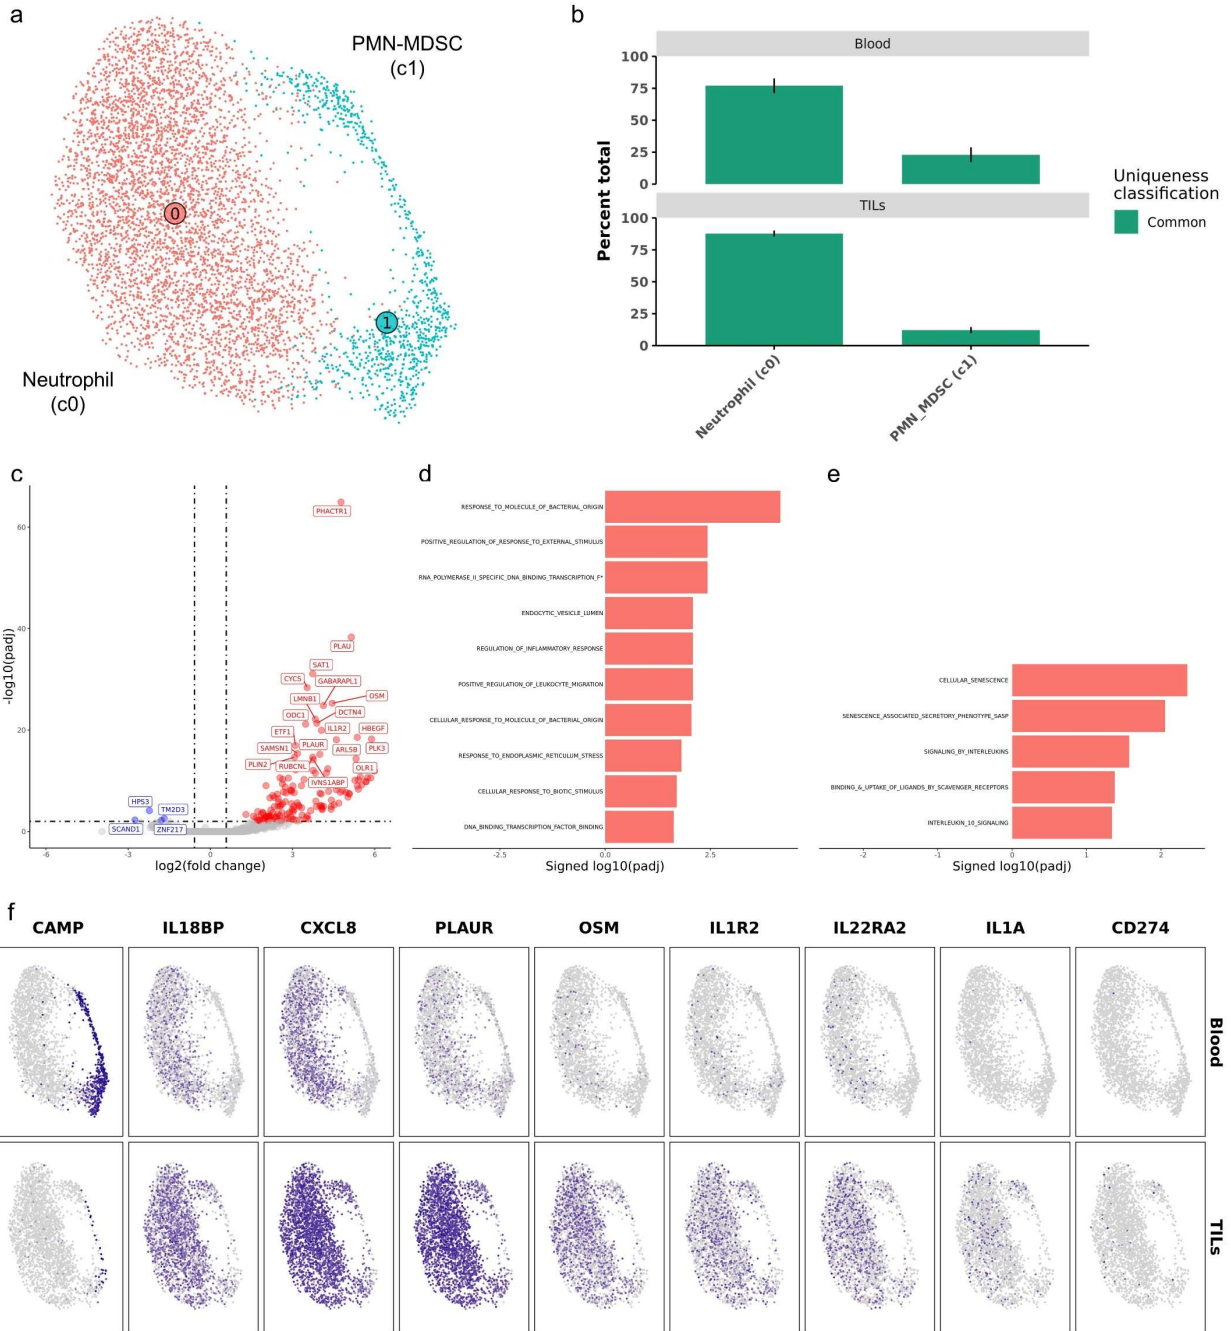 a
PMN-MDSC
(c1)
0
1
Neutrophil
(c0)
b
Blood
100
75
50
25
0
TILs
100
75
50
25
0
Percent total
Neutrophil (c0)
PMN_MDSC (c1)
Uniqueness
classification
Common
c
-log10(padj)
60
40
20
0
PHACTR1
PLAU
SAT1
CYCS
GABARAPL1
OSM
LMNB1
DCTN4
ODC1
IL1R2
HBEGF
ETF1
PLAUR
SAMSN1
ARL5B
PLK3
PLIN2
RUBCNL
OLR1
IVNS1ABP
HPS3
TM2D3
SCAND1
ZNF217
-6
-3
0
3
6
log2(fold change)
d
RESPONSE_TO_MOLECULE_OF_BACTERIAL_ORIGIN
POSITIVE_REGULATION_OF_RESPONSE_TO_EXTERNAL_STIMULUS
RNA_POLYMERASE_II_SPECIFIC_DNA_BINDING_TRANSCRIPTION_F*
ENDOCYTIC_VESICLE_LUMEN
REGULATION_OF_INFLAMMATORY_RESPONSE
POSITIVE_REGULATION_OF_LEUKOCYTE_MIGRATION
CELLULAR_RESPONSE_TO_MOLECULE_OF_BACTERIAL_ORIGIN
RESPONSE_TO_ENDOPLASMIC_RETICULUM_STRESS
CELLULAR_RESPONSE_TO_BIOTIC_STIMULUS
DNA_BINDING_TRANSCRIPTION_FACTOR_BINDING
-2.5
0.0
2.5
Signed log10(padj)
e
CELLULAR_SENESCENCE
SENESCENCE_ASSOCIATED_SECRETORY_PHENOTYPE_SASP
SIGNALING_BY_INTERLEUKINS
BINDING_&_UPTAKE_OF_LIGANDS_BY_SCAVENGER_RECEPTORS
INTERLEUKIN_10_SIGNALING
-2
-1
0
1
2
Signed log10(padj)
f
CAMP
IL18BP
CXCL8
PLAUR
OSM
IL1R2
IL22RA2
IL1A
CD274
Blood
TILs